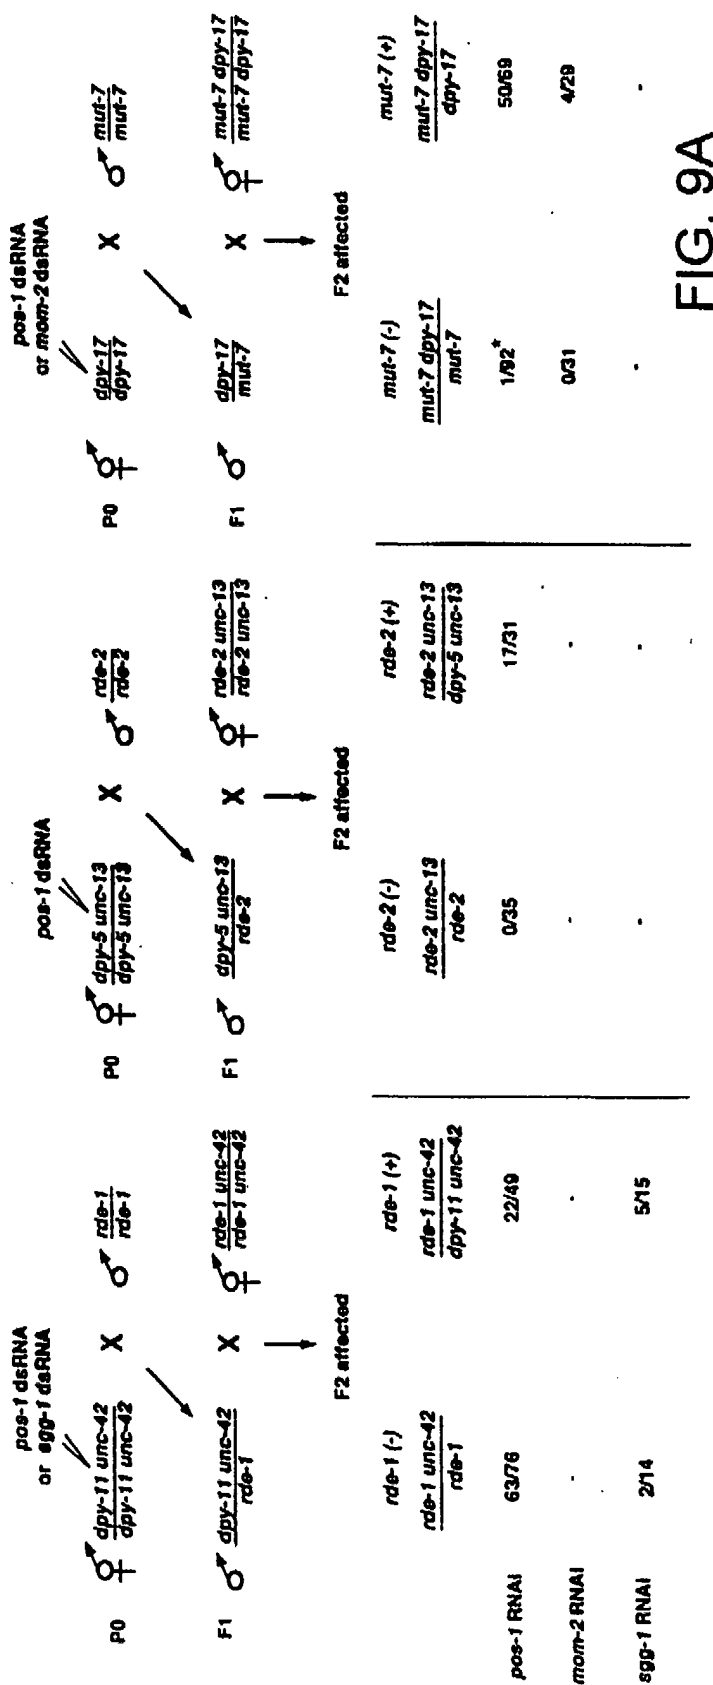 pos-1 dsRNA
or sgg-1 dsRNA
P0
dpy-11 unc-42
dpy-11 unc-42
X
rde-1
rde-1
F1
dpy-11 unc-42
rde-1
X
rde-1 unc-42
rde-1 unc-42
F2 affected
pos-1 dsRNA
P0
dpy-5 unc-13
dpy-5 unc-13
X
rde-2
rde-2
F1
dpy-5 unc-13
rde-2
X
rde-2 unc-13
rde-2 unc-13
F2 affected
pos-1 dsRNA
or mom-2 dsRNA
P0
dpy-17
dpy-17
X
mut-7
mut-7
F1
dpy-17
mut-7
X
mut-7 dpy-17
mut-7 dpy-17
F2 affected
rde-1 (-) rde-1 (+) rde-2 (-) rde-2 (+) mut-7 (-) mut-7 (+)
rde-1 unc-42 rde-1 unc-42 rde-2 unc-13 rde-2 unc-13 mut-7 dpy-17 mut-7 dpy-17
rde-1 dpy-11 unc-42 rde-2 dpy-5 unc-13 mut-7 dpy-17
pos-1 RNAi 63/76 22/49 0/35 17/31 1/92* 50/69
mom-2 RNAi - - - - 0/31 4/29
sgg-1 RNAi 2/14 5/15 - - - -
FIG. 9A